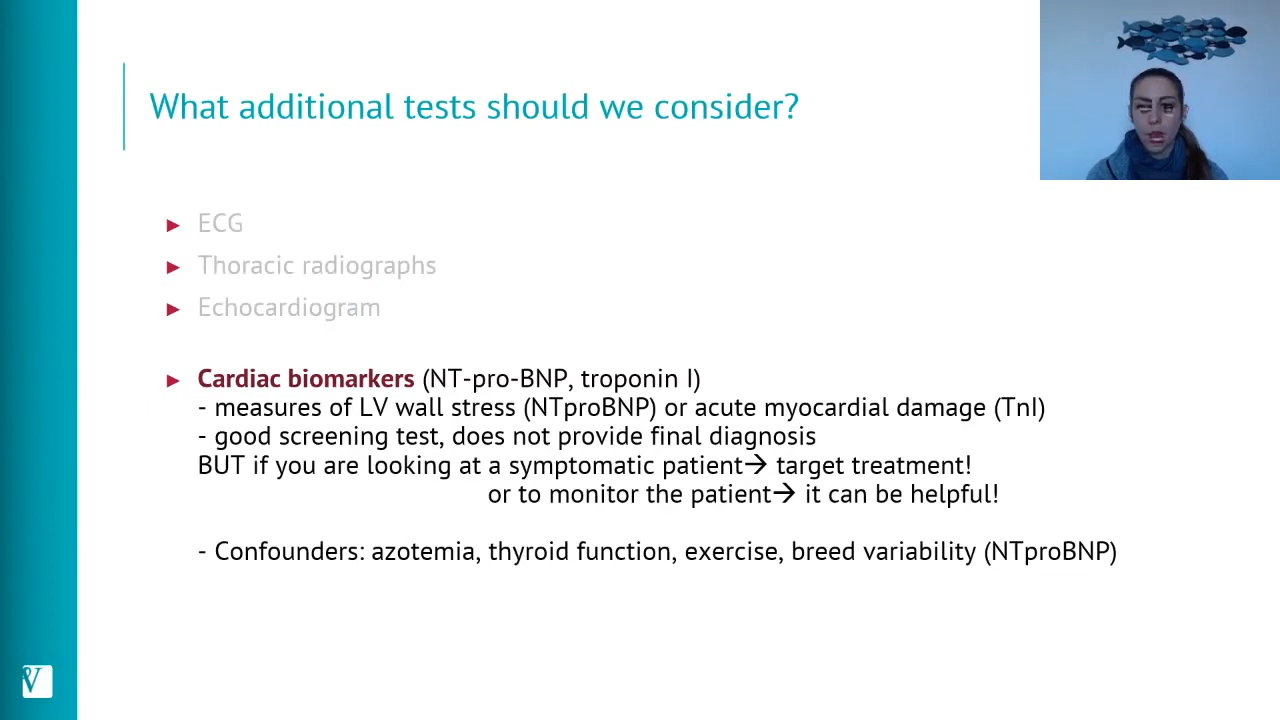 What additional tests should we consider?
► ECG
► Thoracic radiographs
► Echocardiogram
► Cardiac biomarkers (NT-pro-BNP, troponin I)
- measures of LV wall stress (NTproBNP) or acute myocardial damage (TnI)
- good screening test, does not provide final diagnosis
BUT if you are looking at a symptomatic patient→ target treatment!
or to monitor the patient→ it can be helpful!
- Confounders: azotemia, thyroid function, exercise, breed variability (NTproBNP)
V